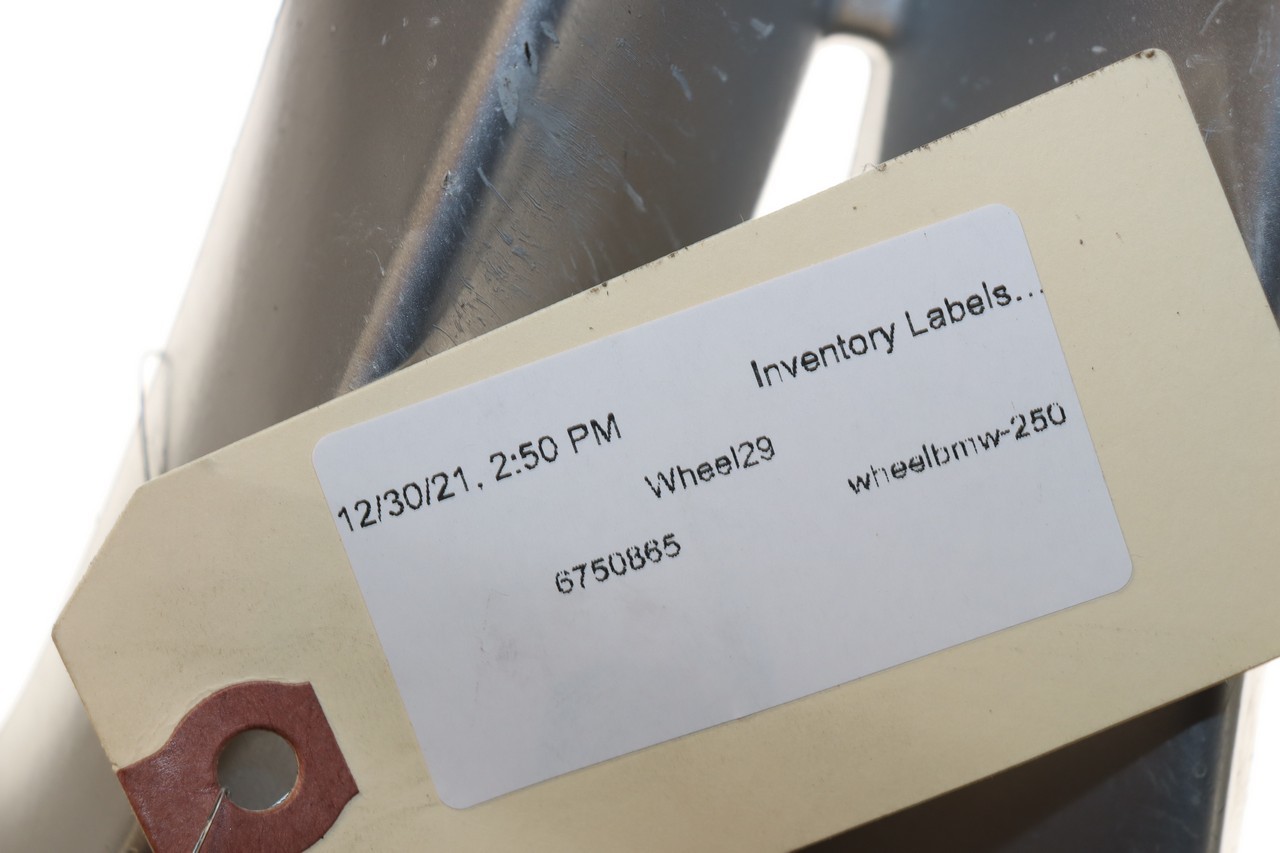 12/30/21, 2:50 PM Inventory Labels...
Wheel29 wheelbmw-250
6750865